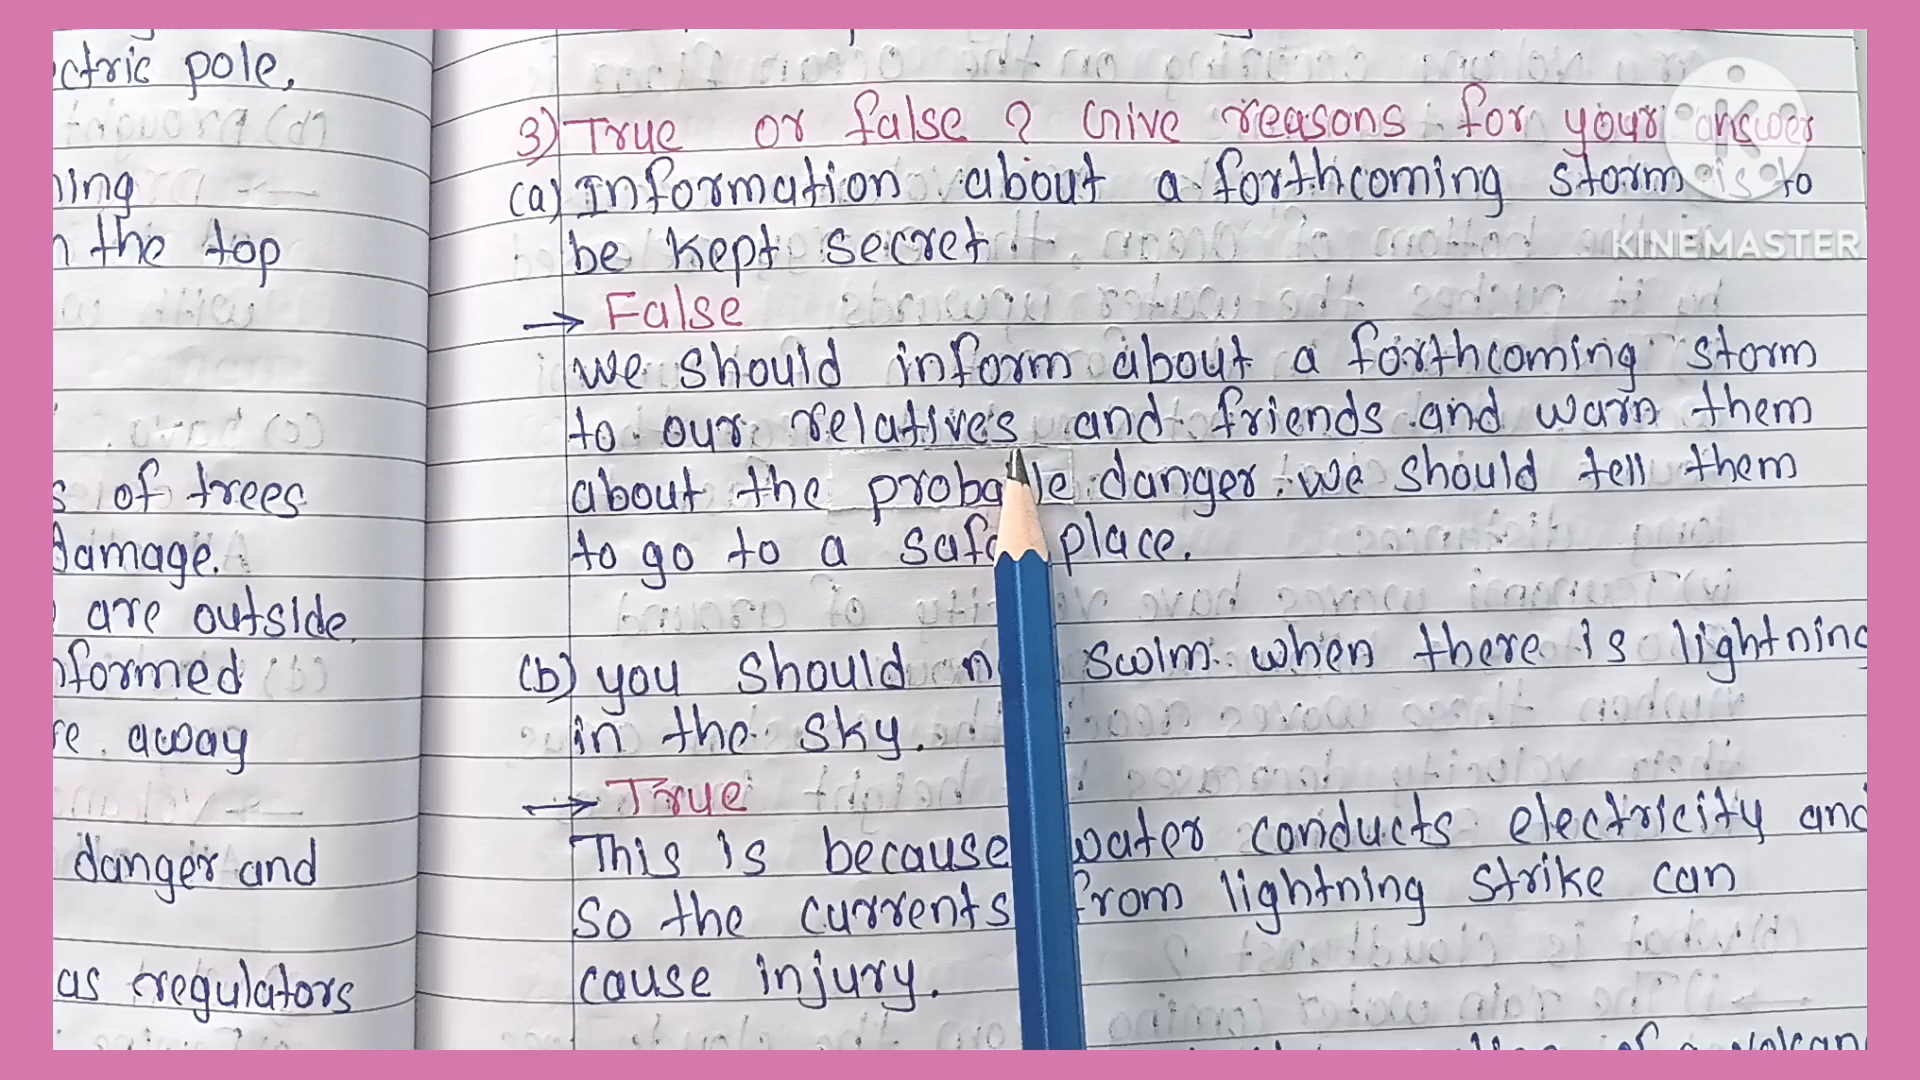 ctric pole.
ning
the top
of trees
damage.
are outside.
formed
away
danger and
as regulators
3) True or false ? Give reasons for your answer
(a) Information about a forthcoming storm is to
be kept secret
→ False
we should inform about a forthcoming storm
to our relatives and friends and warn them
about the probable danger. we should tell them
to go to a safe place.
(b) you should swim when there is lightning
in the sky.
→ True
This is because water conducts electricity and
So the currents from lightning strike can
cause injury.
of a volcan
K
KINEMASTER